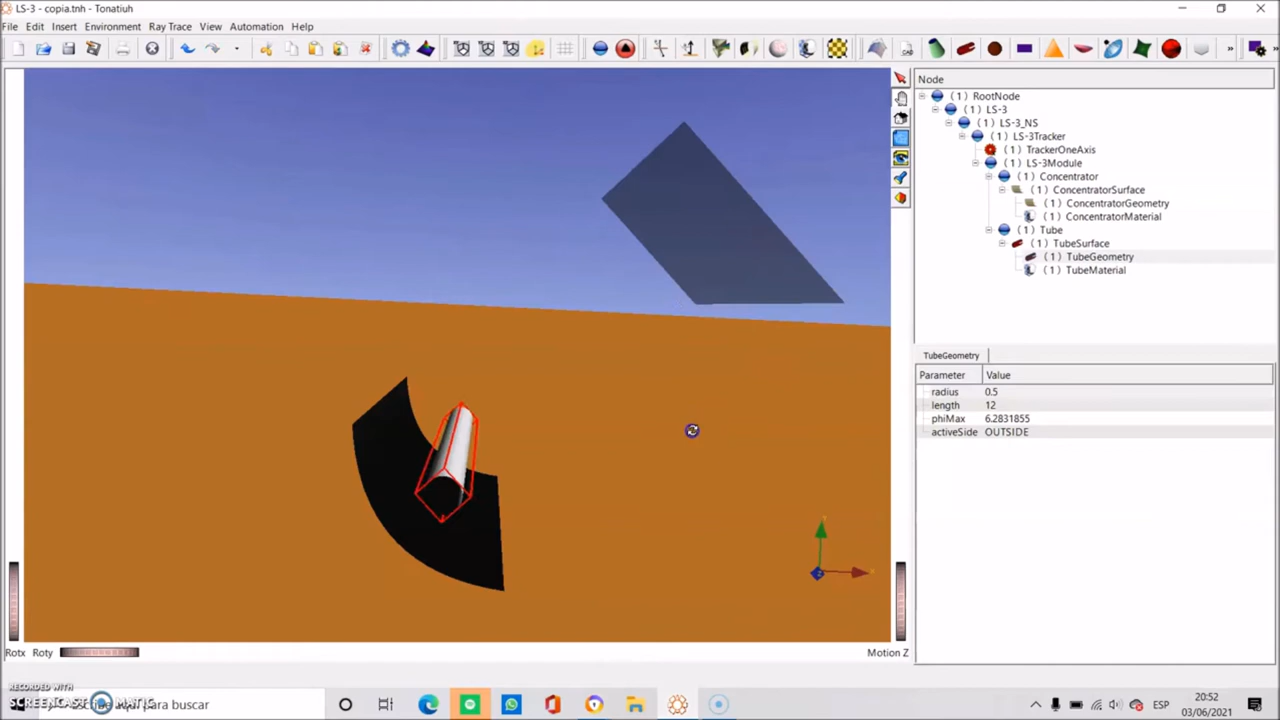 LS-3 - copia.tnh - Tonatiuh
File Edit Insert Environment Ray Trace View Automation Help
Node
(1) RootNode
(1) LS-3
(1) LS-3_NS
(1) LS-3Tracker
(1) TrackerOneAxis
(1) LS-3Module
(1) Concentrator
(1) ConcentratorSurface
(1) ConcentratorGeometry
(1) ConcentratorMaterial
(1) Tube
(1) TubeSurface
(1) TubeGeometry
(1) TubeMaterial
TubeGeometry
Parameter Value
radius 0.5
length 12
phiMax 6.2831855
activeSide OUTSIDE
Rotx Roty Motion Z
RECORDED WITH
SCREENCAST MATIC
aquí para buscar
ESP
20:52
03/06/2021